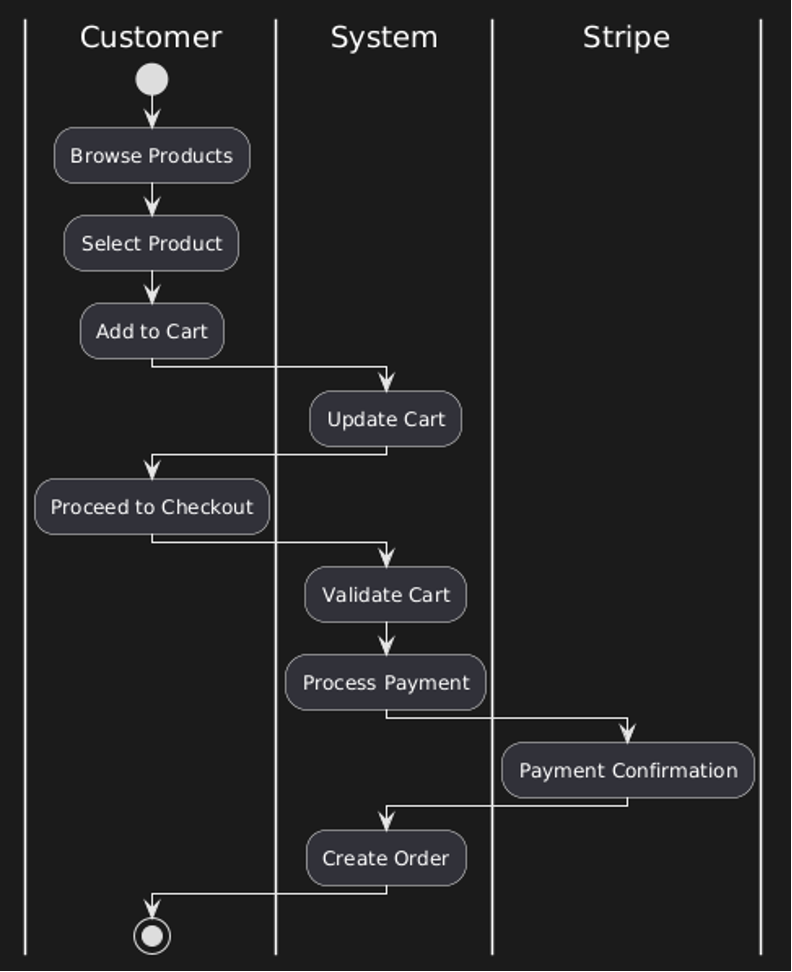 Customer
System
Stripe
Browse Products
Select Product
Add to Cart
Update Cart
Proceed to Checkout
Validate Cart
Process Payment
Payment Confirmation
Create Order